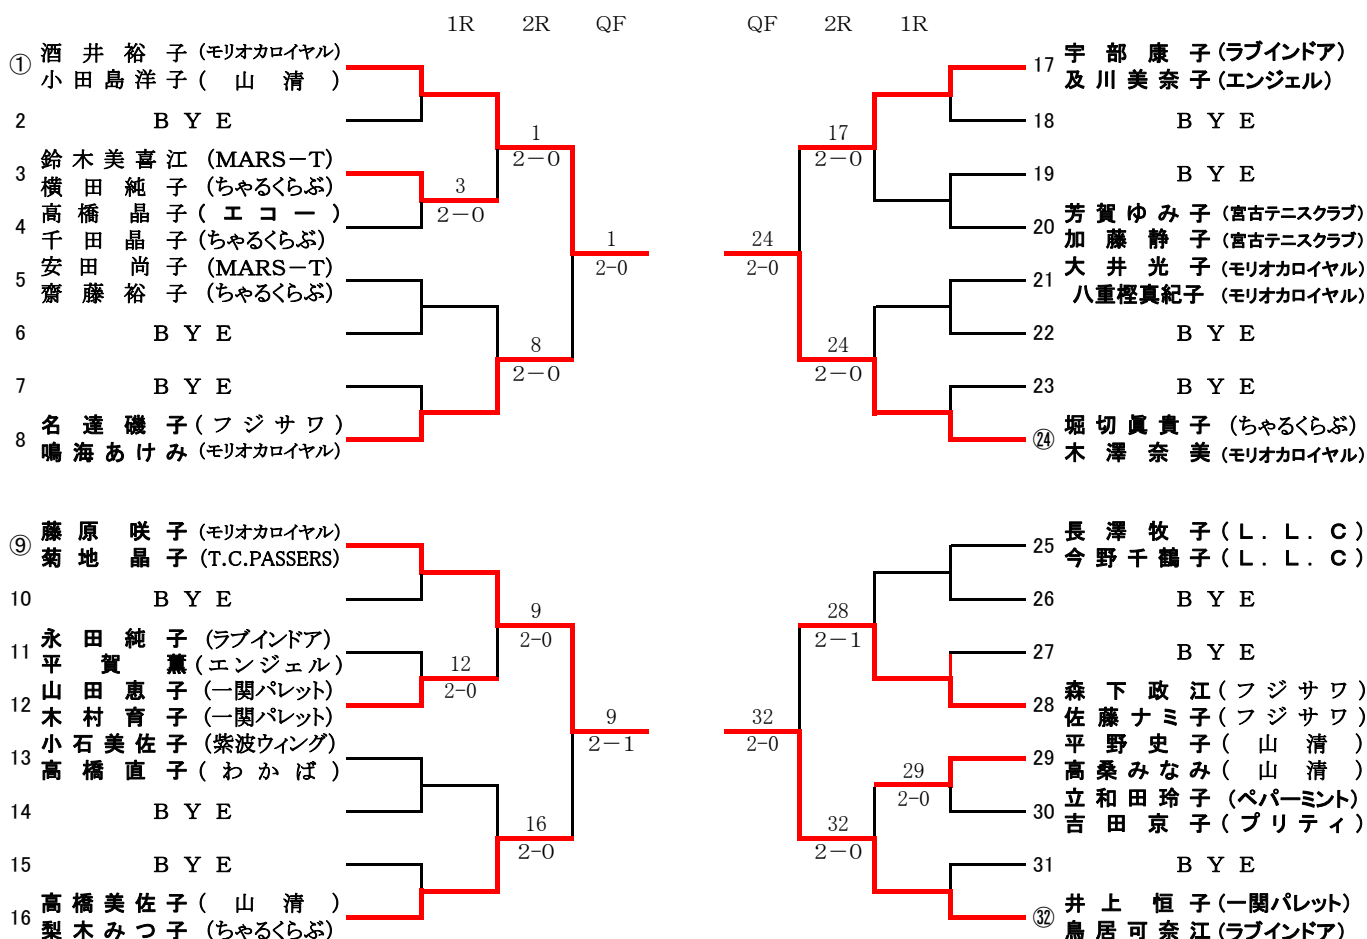 1R 2R QF QF 2R 1R
① 酒井裕子 (モリオカロイヤル)
小田島洋子 (山清)
2 BYE
3 鈴木美喜江 (MARS-T)
横田純子 (ちゃるくらぶ)
4 高橋晶子 (エコー)
千田晶子 (ちゃるくらぶ)
5 安田尚子 (MARS-T)
齋藤裕子 (ちゃるくらぶ)
6 BYE
7 BYE
8 名達磯子 (フジサワ)
鳴海あけみ (モリオカロイヤル)
3
2-0
1
2-0
8
2-0
1
2-0
17 宇部康子 (ラブインドア)
及川美奈子 (エンジェル)
18 BYE
19 BYE
20 芳賀ゆみ子 (宮古テニスクラブ)
加藤静子 (宮古テニスクラブ)
21 大井光子 (モリオカロイヤル)
八重樫真紀子 (モリオカロイヤル)
22 BYE
23 BYE
㉔ 堀切眞貴子 (ちゃるくらぶ)
木澤奈美 (モリオカロイヤル)
17
2-0
24
2-0
24
2-0
⑨ 藤原咲子 (モリオカロイヤル)
菊地晶子 (T.C.PASSERS)
10 BYE
11 永田純子 (ラブインドア)
平賀薫 (エンジェル)
12 山田恵子 (一関パレット)
木村育子 (一関パレット)
13 小石美佐子 (紫波ウィング)
高橋直子 (わかば)
14 BYE
15 BYE
16 高橋美佐子 (山清)
梨木みつ子 (ちゃるくらぶ)
12
2-0
9
2-0
16
2-0
9
2-1
25 長澤牧子 (L.L.C)
今野千鶴子 (L.L.C)
26 BYE
27 BYE
28 森下政江 (フジサワ)
佐藤ナミ子 (フジサワ)
29 平野史子 (山清)
高桑みなみ (山清)
30 立和田玲子 (ペパーミント)
吉田京子 (プリティ)
31 BYE
㉜ 井上恒子 (一関パレット)
鳥居可奈江 (ラブインドア)
29
2-0
28
2-1
32
2-0
32
2-0